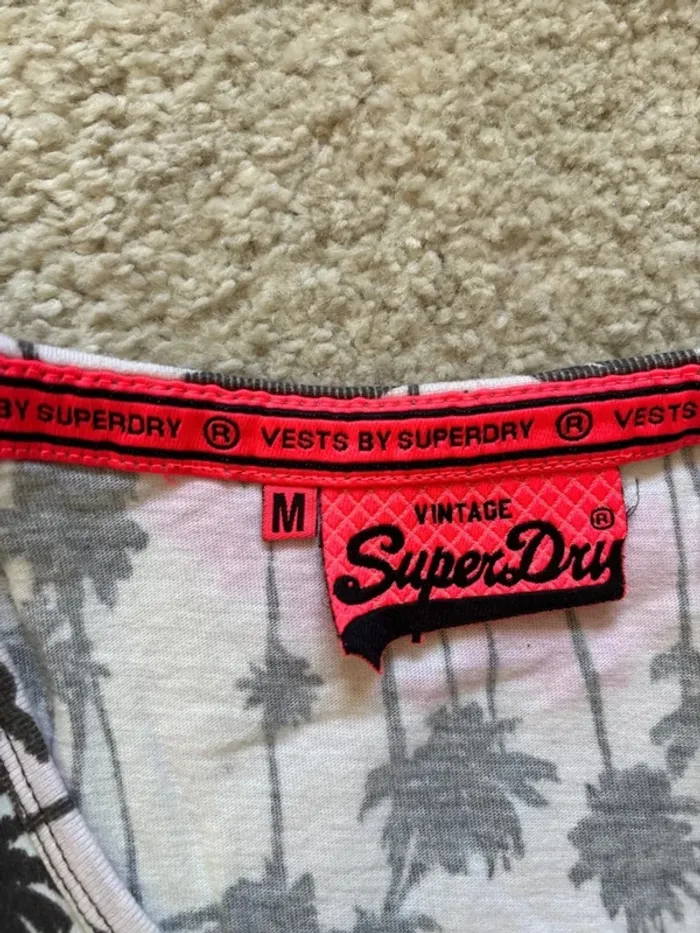 BY SUPERDRY ® VESTS BY SUPERDRY ® VESTS
M
VINTAGE
SuperDry ®